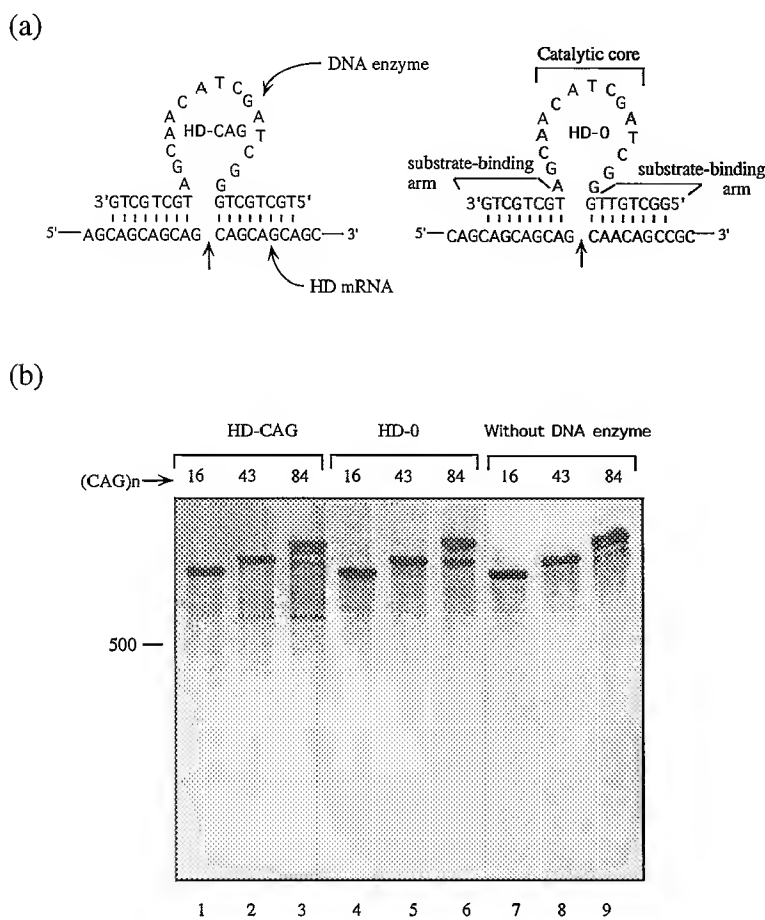 (a)
DNA enzyme
HD-CAG
A G C A A C A T C G A T C G G
3'GTCGTCGT GTCGTCGT5'
5'—AGCAGCAGCAG CAGCAGCAGC—3'
HD mRNA
Catalytic core
HD-0
substrate-binding arm
substrate-binding arm
A G C A A C A T C G A T C G G
3'GTCGTCGT GTTGTCGG5'
5'—CAGCAGCAGCAG CAACAGCCGC—3'
(b)
HD-CAG HD-0 Without DNA enzyme
(CAG)n 16 43 84 16 43 84 16 43 84
500
1 2 3 4 5 6 7 8 9